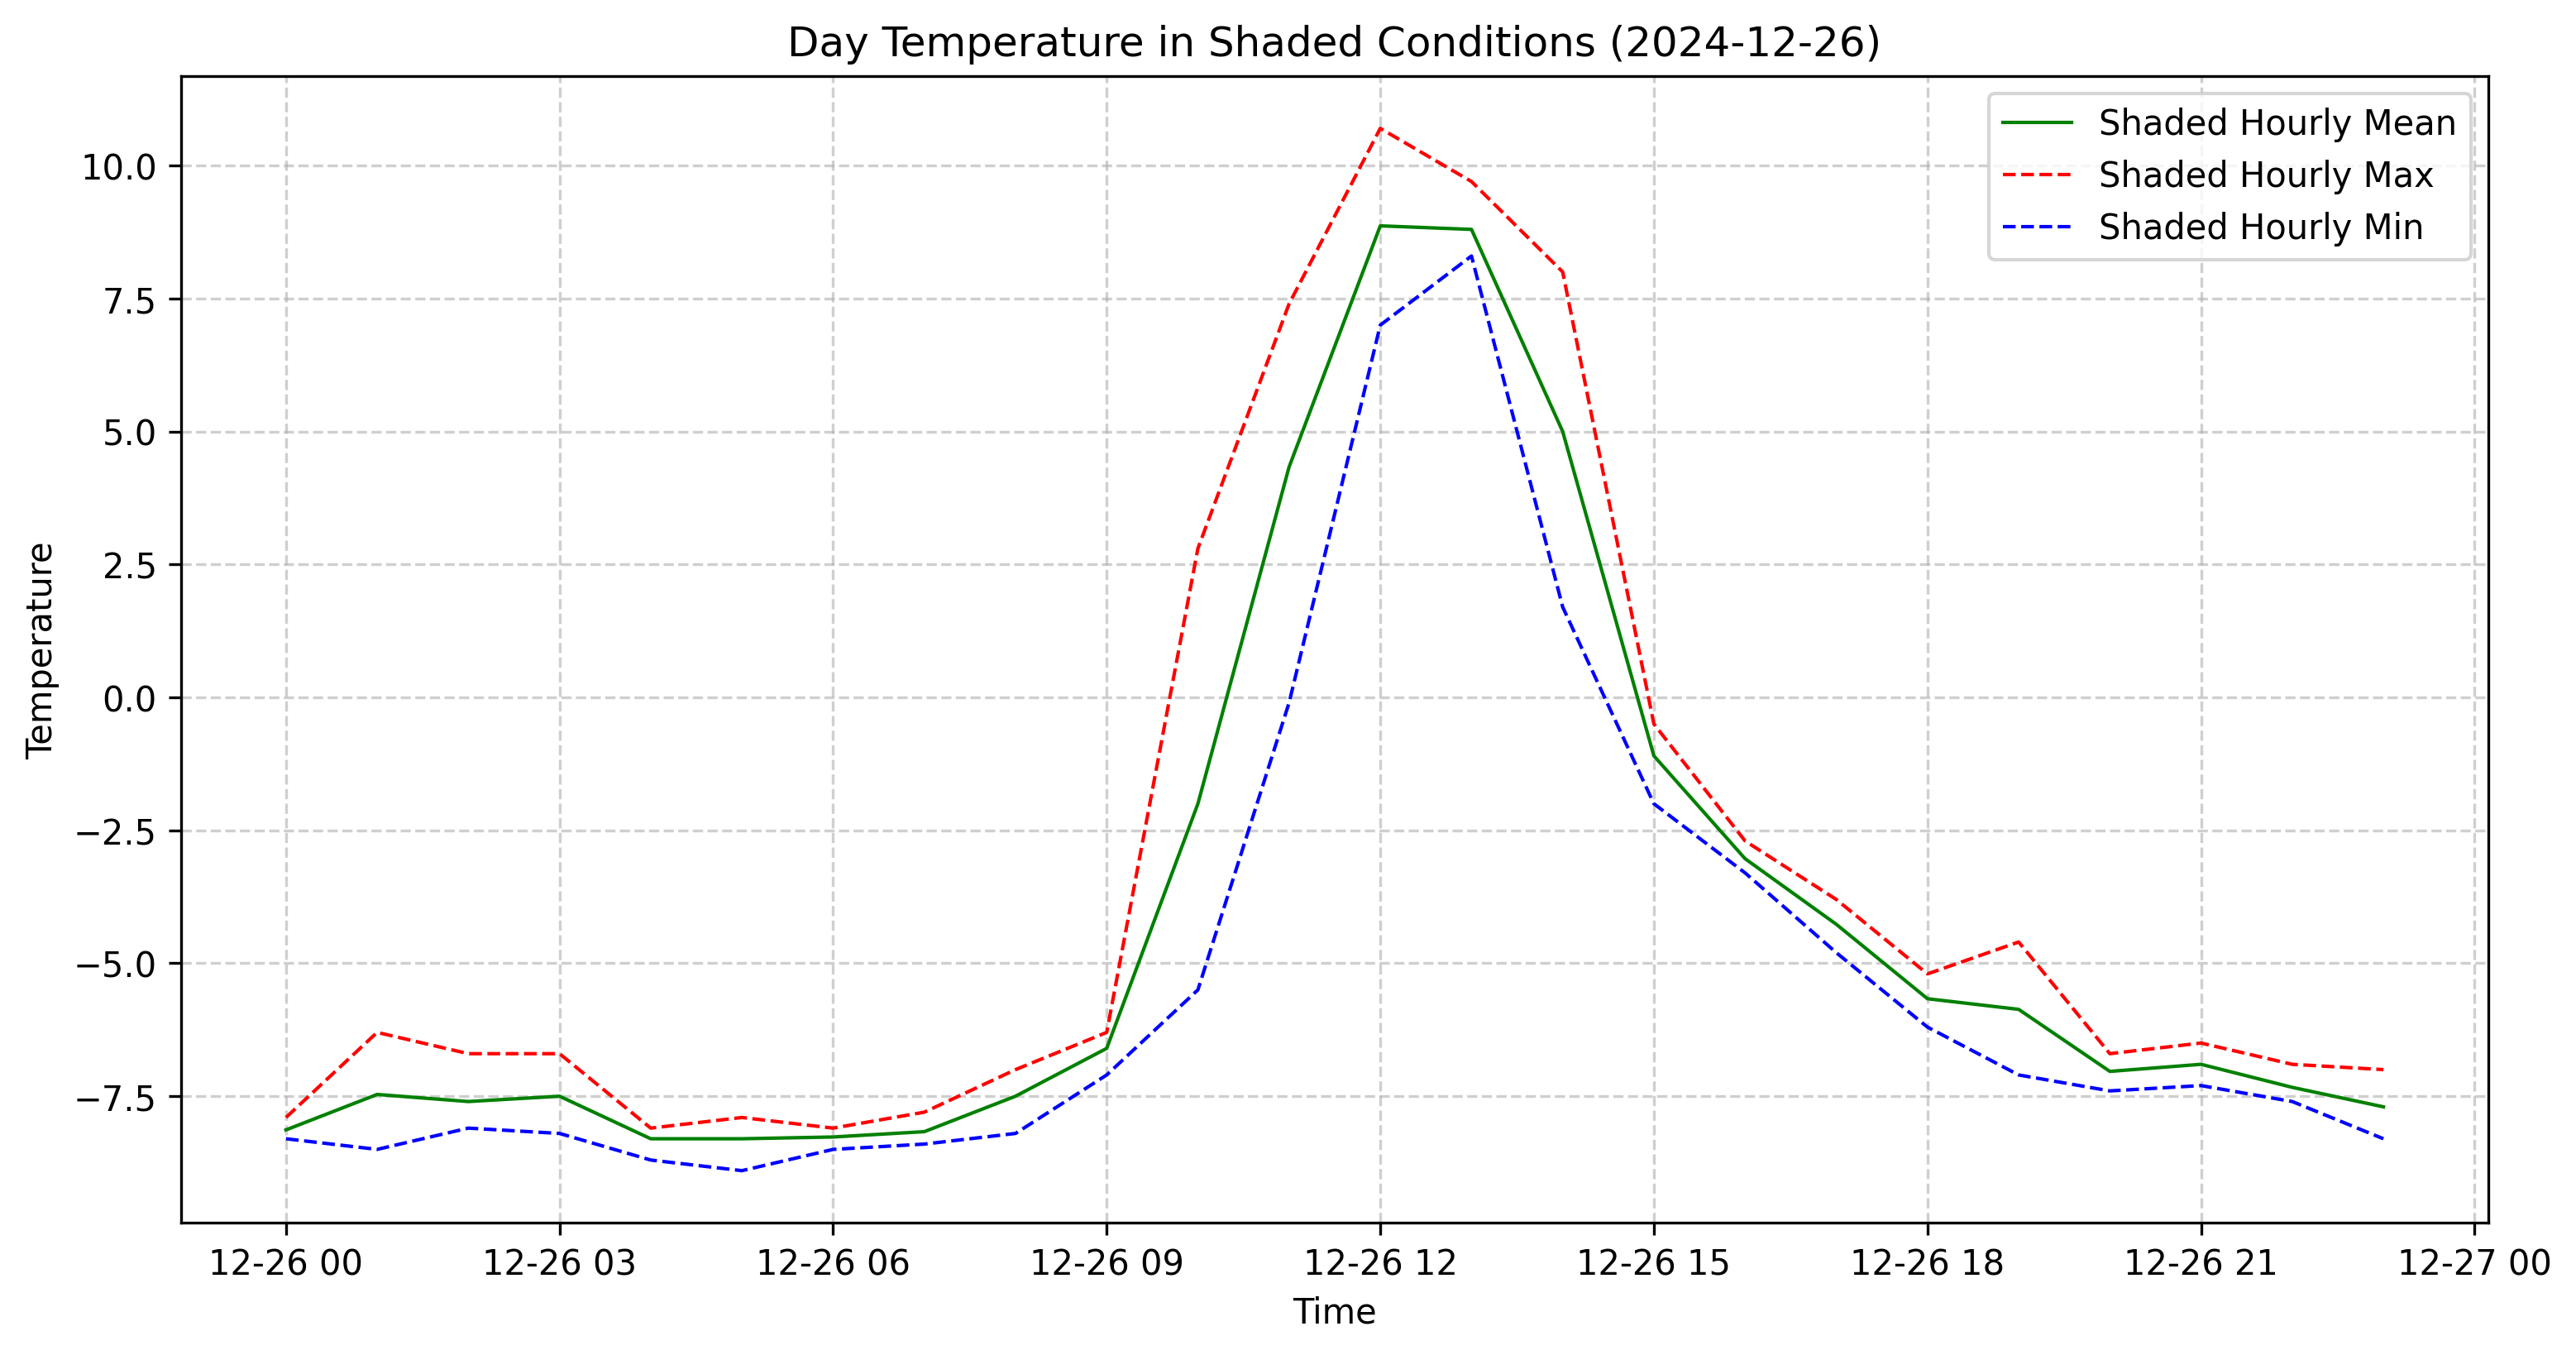 Day Temperature in Shaded Conditions (2024-12-26)
Shaded Hourly Mean
Shaded Hourly Max
Shaded Hourly Min
Temperature
10.0
7.5
5.0
2.5
0.0
−2.5
−5.0
−7.5
12-26 00
12-26 03
12-26 06
12-26 09
12-26 12
12-26 15
12-26 18
12-26 21
12-27 00
Time